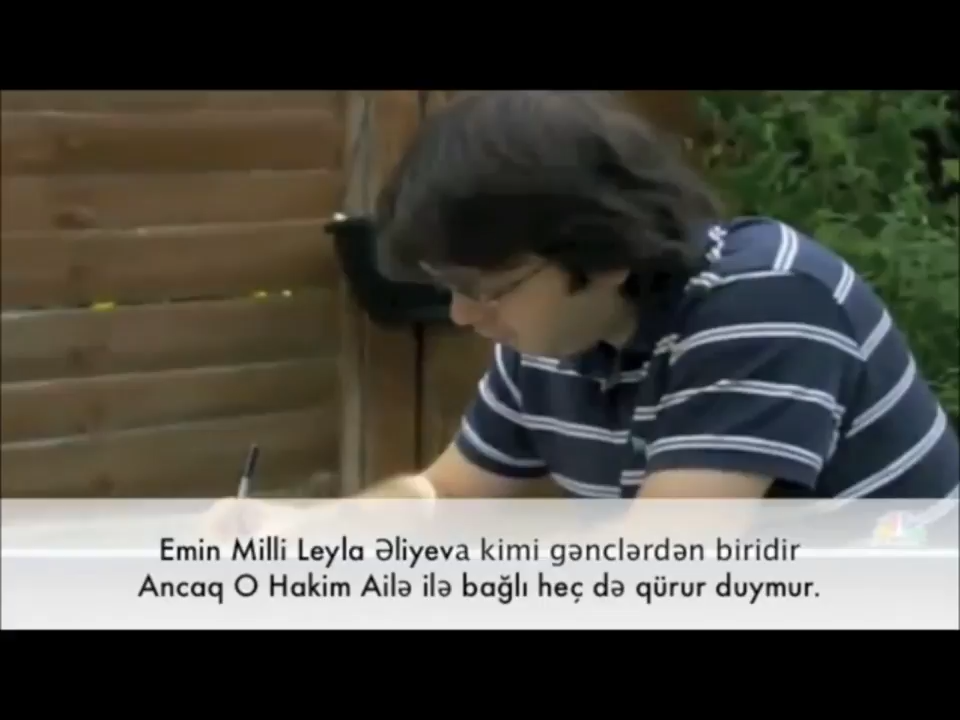 Emin Milli Leyla Əliyeva kimi gənclərdən biridir
Ancaq O Hakim Ailə ilə bağlı heç də qürur duymur.